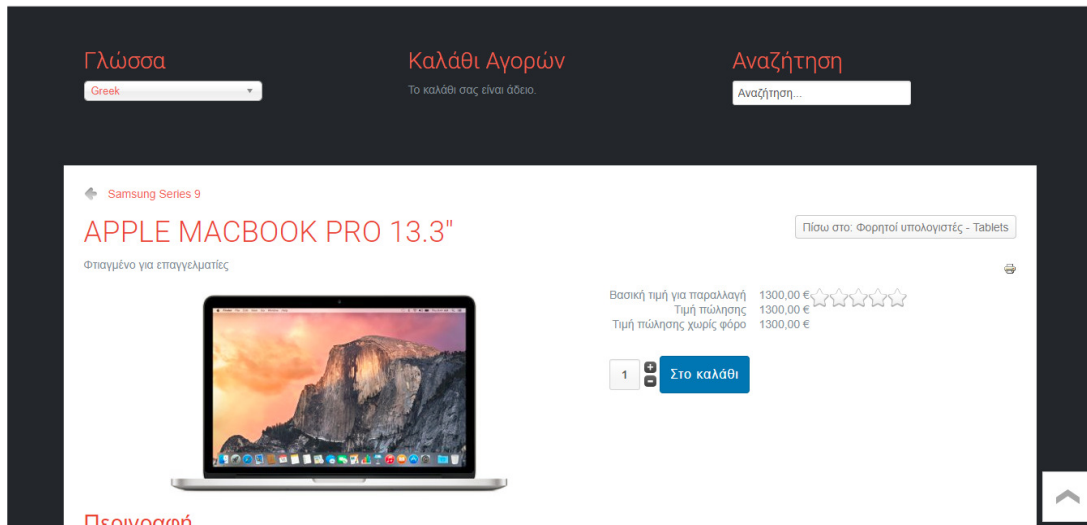 Γλώσσα
Greek
Καλάθι Αγορών
Το καλάθι σας είναι άδειο.
Αναζήτηση
Αναζήτηση...
Samsung Series 9
APPLE MACBOOK PRO 13.3"
Πίσω στο: Φορητοί υπολογιστές - Tablets
Φτιαγμένο για επαγγελματίες
Βασική τιμή για παραλλαγή 1300,00 €
Τιμή πώλησης 1300,00 €
Τιμή πώλησης χωρίς φόρο 1300,00 €
1
Στο καλάθι
Περιγραφή